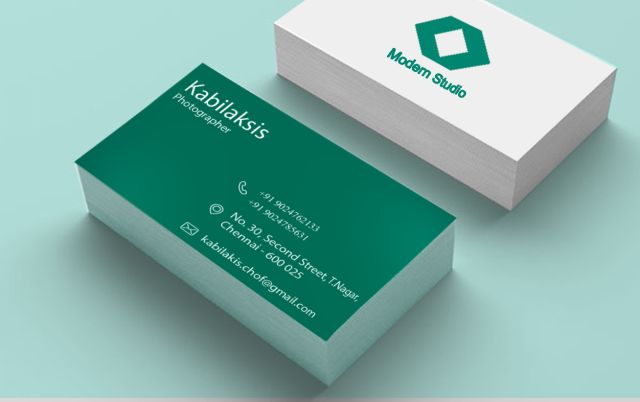 Modern Studio
Kabilaksis
Photographer
+91 9024762133
+91 9024785631
No. 30, Second Street, T.Nagar,
Chennai - 600 025
kabilakis.chof@gmail.com